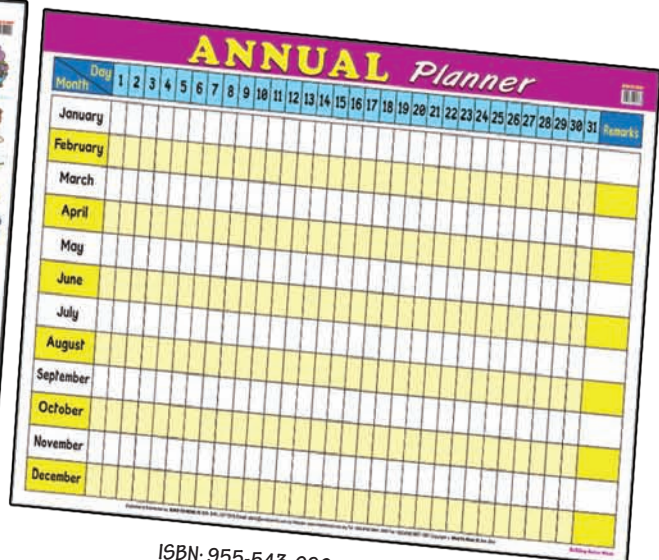 ANNUAL Planner
Day
Month
1 2 3 4 5 6 7 8 9 10 11 12 13 14 15 16 17 18 19 20 21 22 23 24 25 26 27 28 29 30 31 Remarks
January
February
March
April
May
June
July
August
September
October
November
December
ISBN: 955-543-